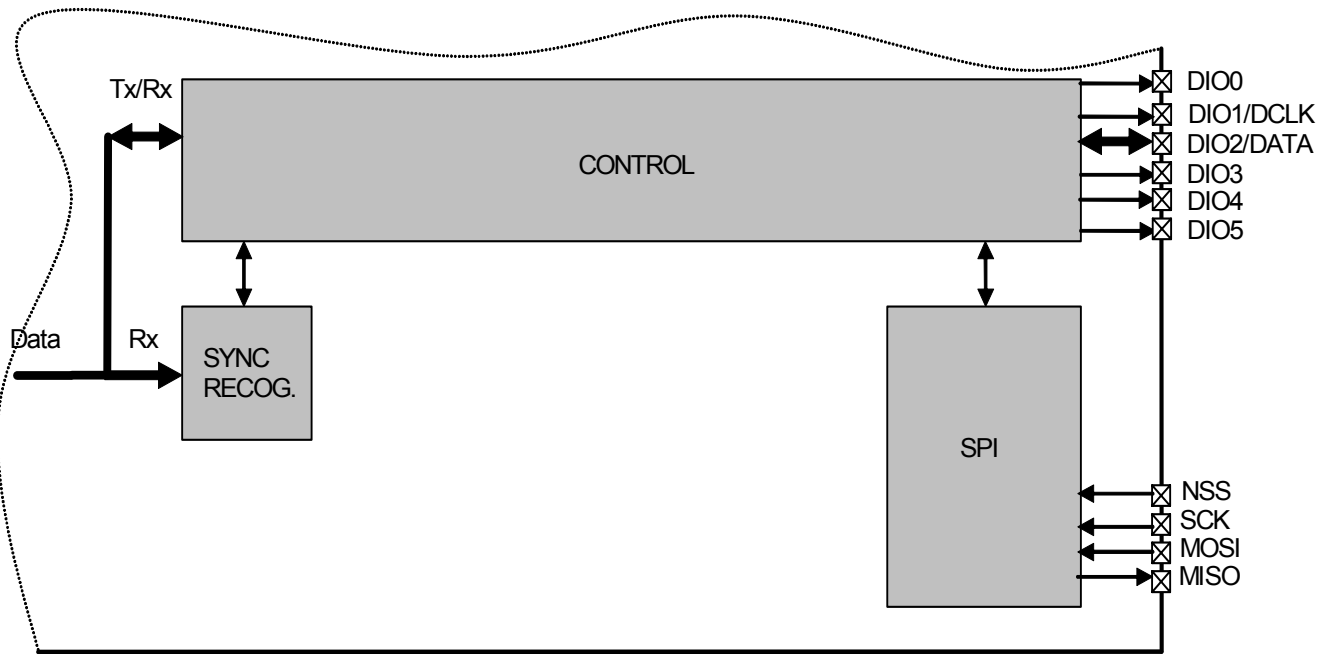 Tx/Rx
CONTROL
DIO0
DIO1/DCLK
DIO2/DATA
DIO3
DIO4
DIO5
Data
Rx
SYNC
RECOG.
SPI
NSS
SCK
MOSI
MISO